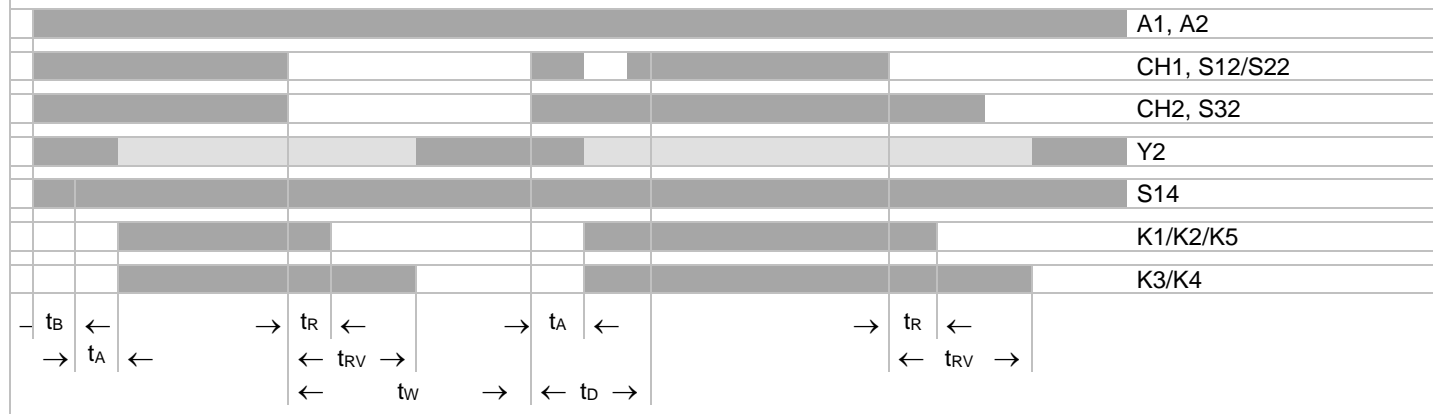 A1, A2
CH1, S12/S22
CH2, S32
Y2
S14
K1/K2/K5
K3/K4
tB ← → tR ← → tA ← → tR ←
→ tA ← ← tRV → ← tRV →
← tW → ← tD →